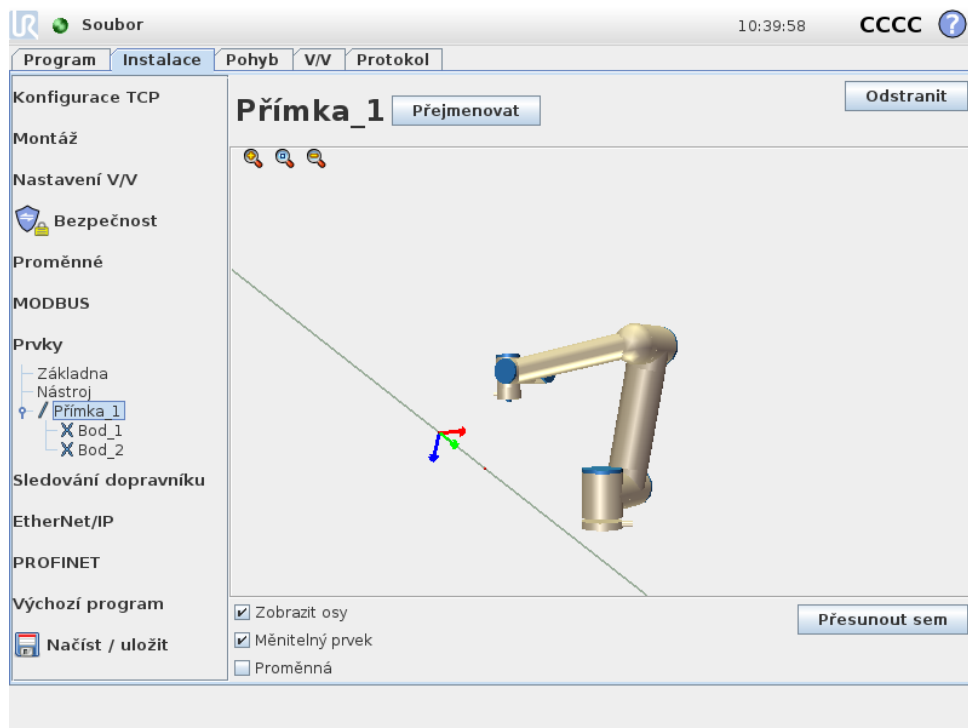 UR Soubor 10:39:58 CCCC ?
Program Instalace Pohyb V/V Protokol
Konfigurace TCP
Montáž
Nastavení V/V
Bezpečnost
Proměnné
MODBUS
Prvky
Základna
Nástroj
Přímka_1
Bod_1
Bod_2
Sledování dopravníku
EtherNet/IP
PROFINET
Výchozí program
Načíst / uložit
Přímka_1 Přejmenovat Odstranit
Zobrazit osy
Měnitelný prvek
Proměnná
Přesunout sem